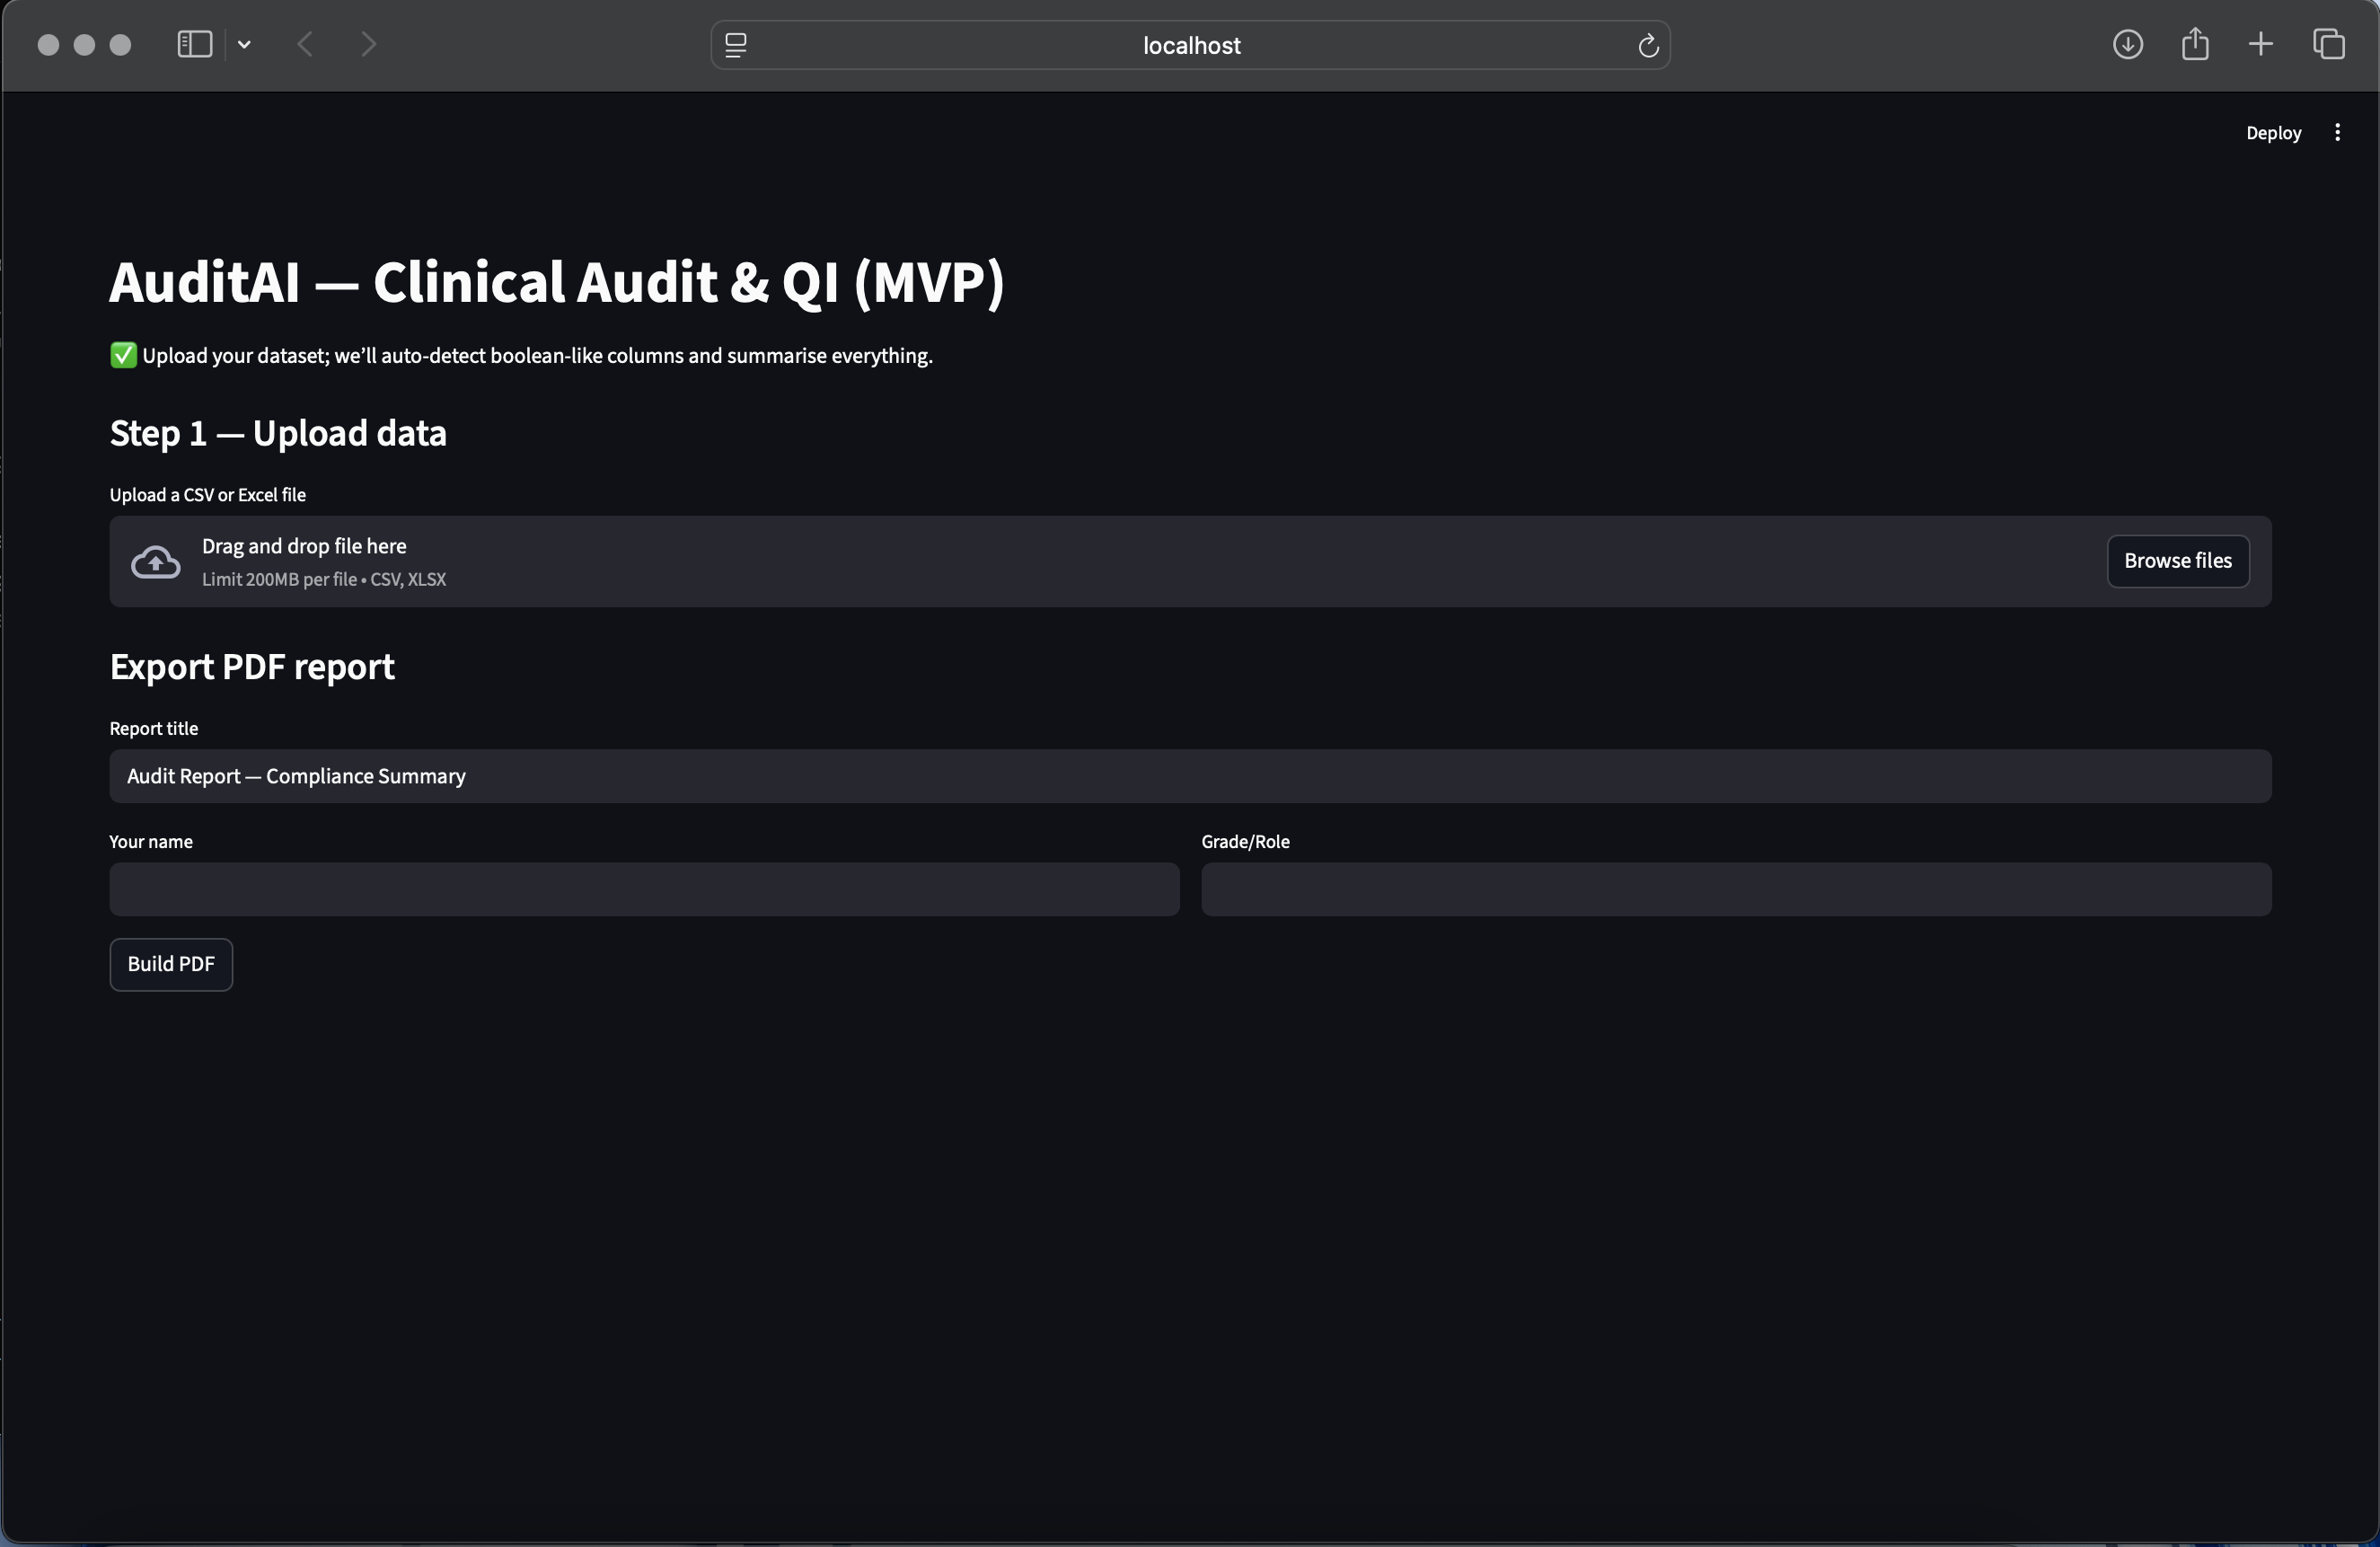 localhost
Deploy
AuditAI — Clinical Audit & QI (MVP)
✅ Upload your dataset; we’ll auto-detect boolean-like columns and summarise everything.
Step 1 — Upload data
Upload a CSV or Excel file
Drag and drop file here
Limit 200MB per file • CSV, XLSX
Browse files
Export PDF report
Report title
Audit Report — Compliance Summary
Your name
Grade/Role
Build PDF